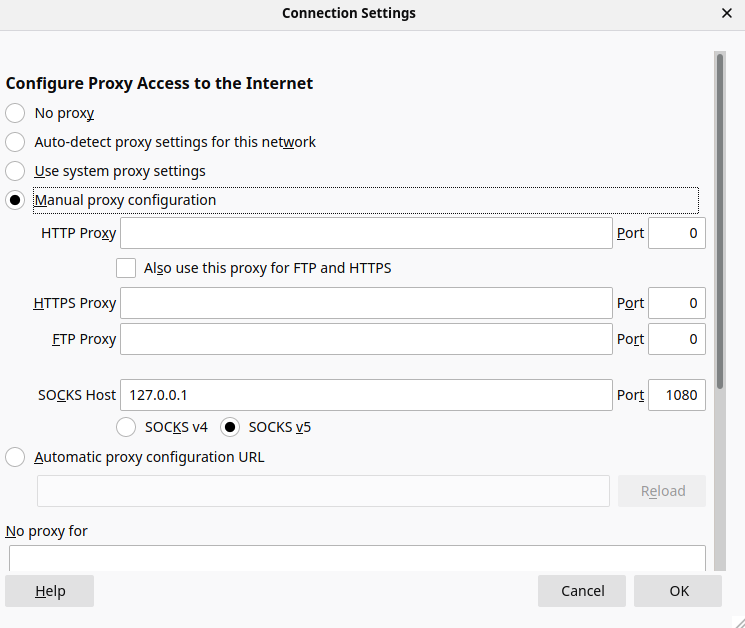 Connection Settings
Configure Proxy Access to the Internet
No proxy
Auto-detect proxy settings for this network
Use system proxy settings
Manual proxy configuration
HTTP Proxy Port 0
Also use this proxy for FTP and HTTPS
HTTPS Proxy Port 0
FTP Proxy Port 0
SOCKS Host 127.0.0.1 Port 1080
SOCKS v4 SOCKS v5
Automatic proxy configuration URL
Reload
No proxy for
Help Cancel OK